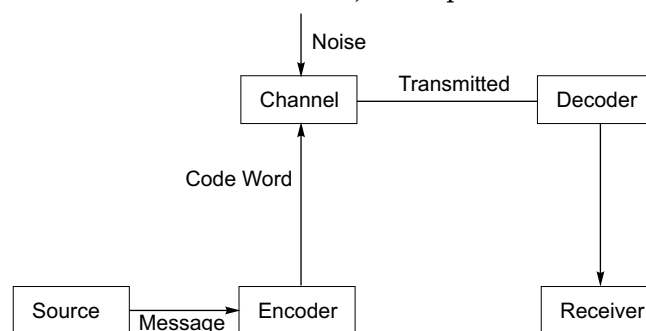 Noise
Channel
Transmitted
Decoder
Code Word
Source
Message
Encoder
Receiver